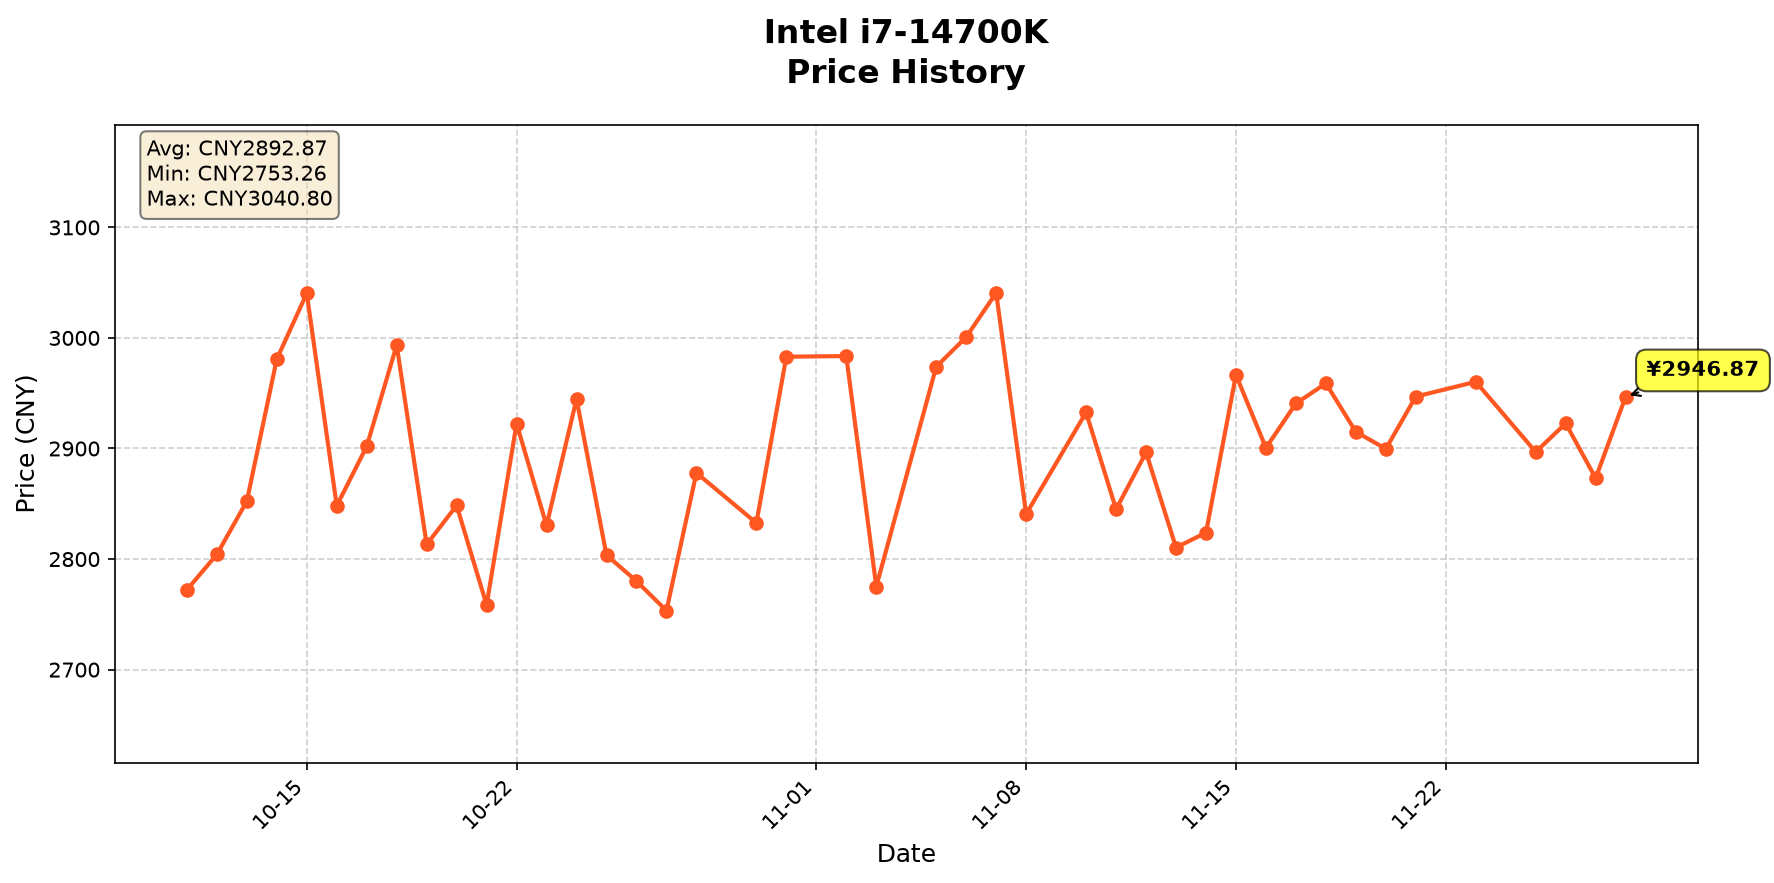 Intel i7-14700K
Price History
Avg: CNY2892.87
Min: CNY2753.26
Max: CNY3040.80
¥2946.87
Price (CNY)
3100
3000
2900
2800
2700
10-15
10-22
11-01
11-08
11-15
11-22
Date